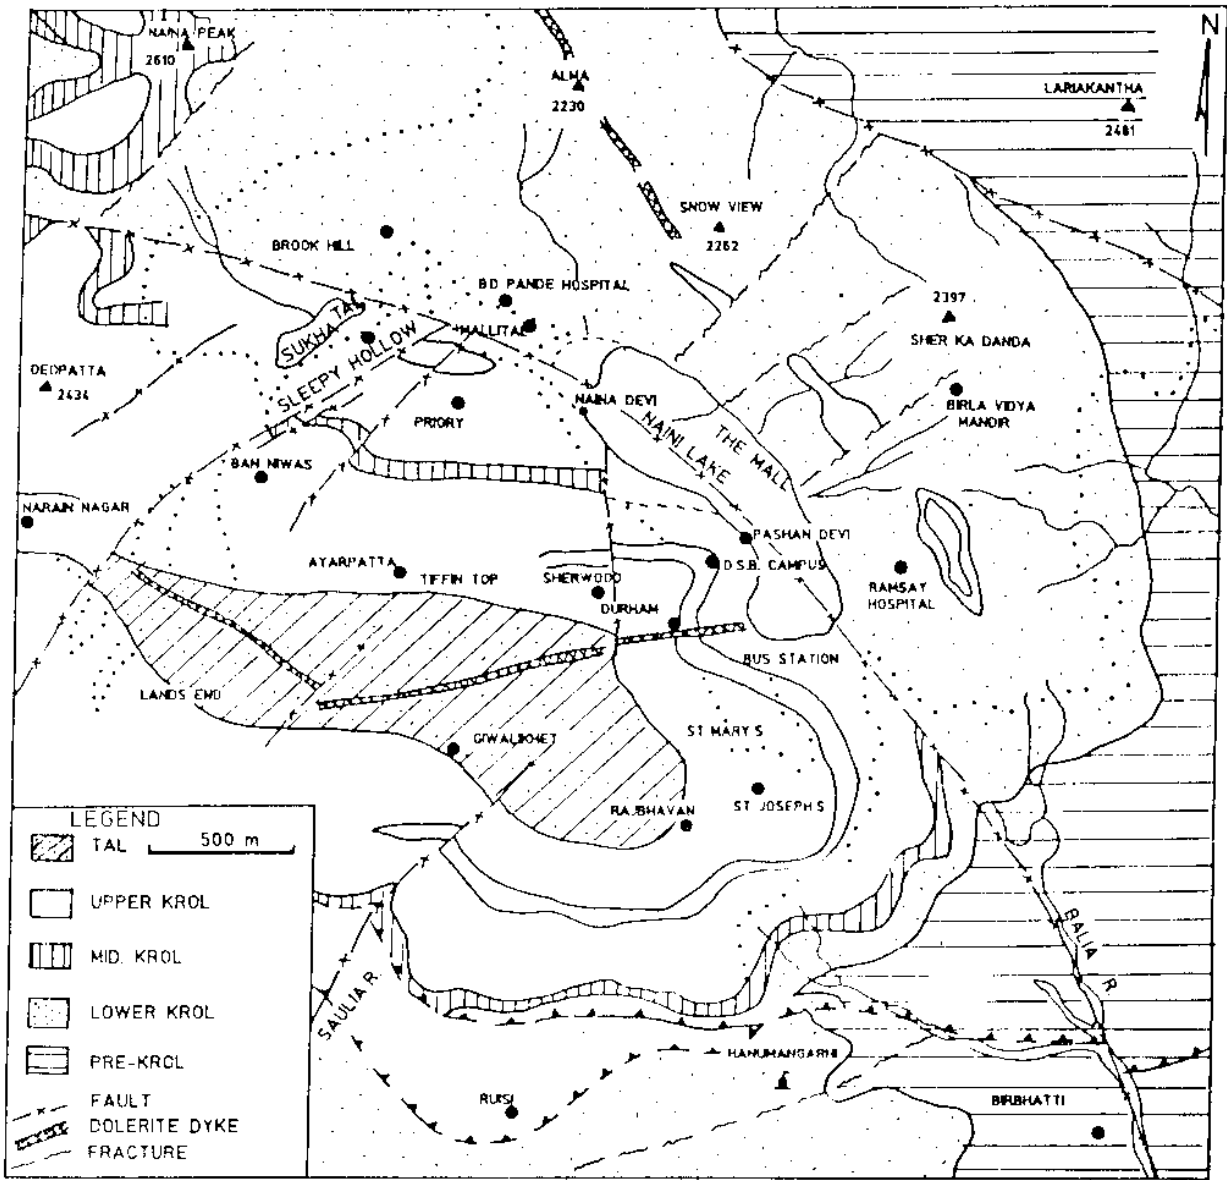 NAINA PEAK
2610
N
ALMA
2230
LARIAKANTHA
2481
SNOW VIEW
2262
BROOK HILL
B.D. PANDE HOSPITAL
2397
SUKHA TAL
MALLITAL
SHER KA DANDA
SLEEPY HOLLOW
DEOPATTA
2434
NAINA DEVI
BIRLA VIDYA
MANDIR
PRIORY
NAINI LAKE
THE MALL
BAN NIWAS
NARAIN NAGAR
PASHAN DEVI
AYARPATTA
TIFFIN TOP
SHERWOOD
D.S.B. CAMPUS
RAMSAY
HOSPITAL
DURHAM
BUS STATION
LANDS END
GIWALIKHET
ST MARY'S
RAJBHAVAN
ST JOSEPH'S
LEGEND
TAL
500 m
UPPER KROL
MID. KROL
LOWER KROL
PRE-KROL
FAULT
DOLERITE DYKE
FRACTURE
SAULIA R.
BALIA R.
HANUMANGARHI
RUISI
BIRBHATTI